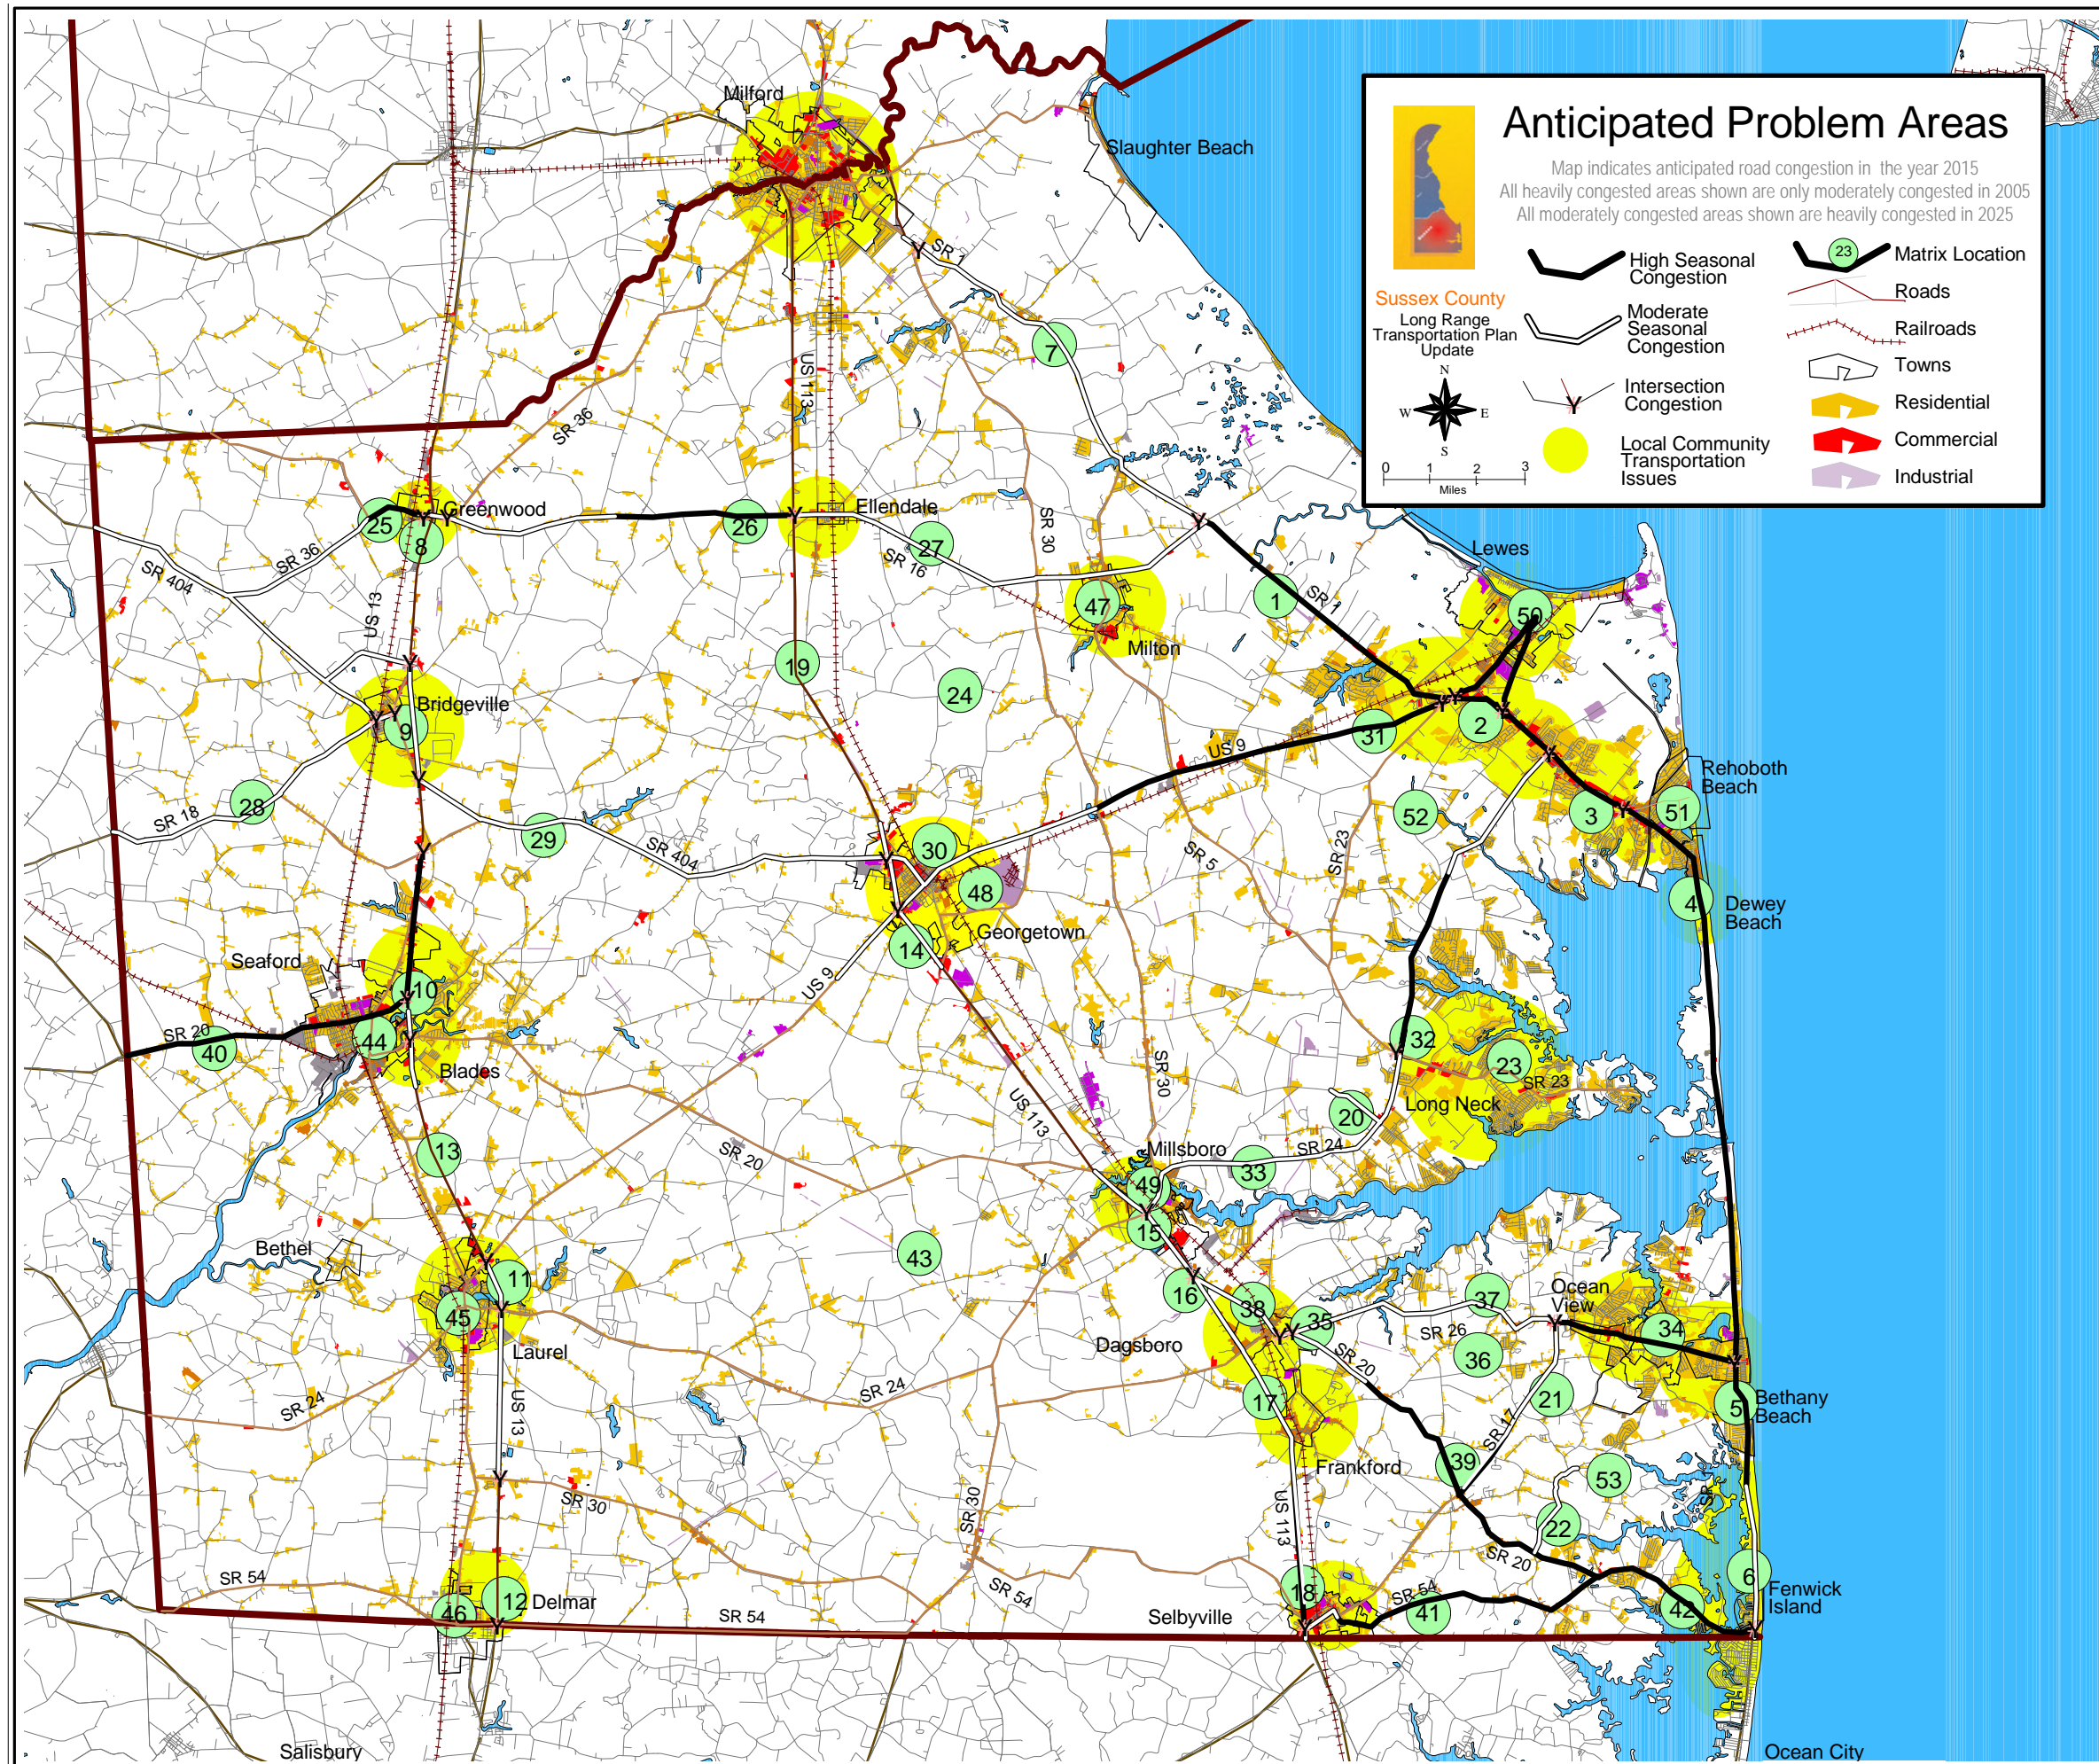 Anticipated Problem Areas
Map indicates anticipated road congestion in the year 2015
All heavily congested areas shown are only moderately congested in 2005
All moderately congested areas shown are heavily congested in 2025
Sussex County
Long Range
Transportation Plan
Update
N
W
E
S
0
1
2
3
Miles
High Seasonal
Congestion
Moderate
Seasonal
Congestion
Intersection
Congestion
Local Community
Transportation
Issues
23
Matrix Location
Roads
Railroads
Towns
Residential
Commercial
Industrial
Milford
Slaughter Beach
SR 1
7
US 113
SR 36
25
Greenwood
8
26
Ellendale
27
SR 16
SR 30
SR 36
SR 404
US 13
Lewes
50
1
SR 1
47
Milton
19
24
Bridgeville
9
31
2
US 9
Rehoboth
Beach
28
SR 18
29
SR 404
30
52
3
51
SR 5
SR 23
48
4
Dewey
Beach
Georgetown
14
Seaford
US 9
10
SR 20
40
44
Blades
32
23
SR 23
SR 30
US 113
Long Neck
20
13
SR 20
Millsboro
SR 24
33
49
15
Bethel
43
11
16
38
35
37
Ocean
View
34
45
Laurel
Dagsboro
SR 26
36
SR 20
SR 24
SR 24
US 13
17
21
5
Bethany
Beach
SR 17
39
Frankford
53
SR 1
SR 30
SR 30
US 113
22
SR 20
6
SR 54
SR 54
18
SR 54
Fenwick
Island
12
Delmar
46
SR 54
Selbyville
41
42
Salisbury
Ocean City